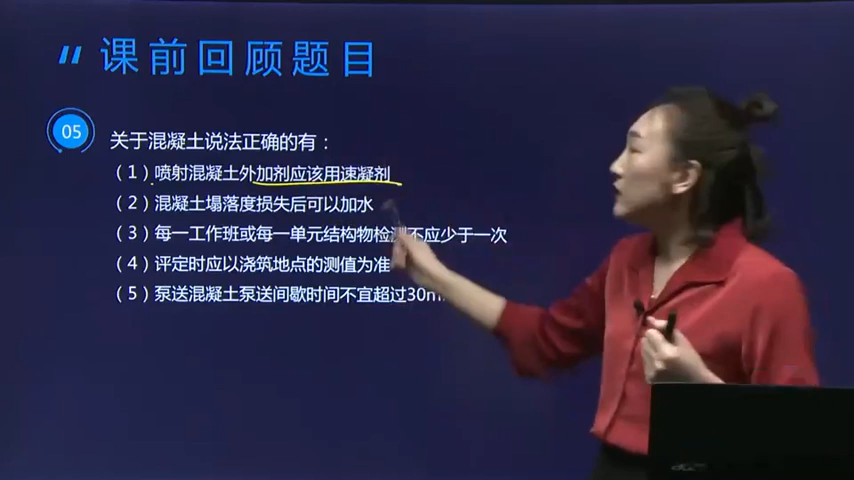 课前回顾题目
05
关于混凝土说法正确的有：
（1）喷射混凝土外加剂应该用速凝剂
（2）混凝土塌落度损失后可以加水
（3）每一工作班或每一单元结构物检测不应少于一次
（4）评定时应以浇筑地点的测值为准
（5）泵送混凝土泵送间歇时间不宜超过30m
acer